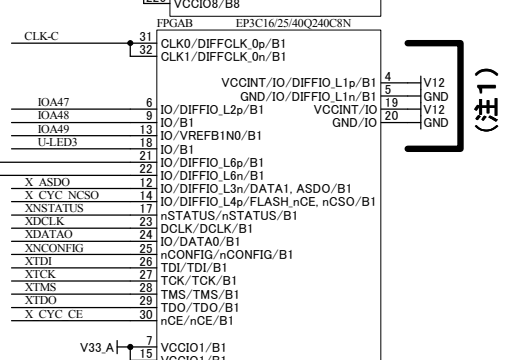 VCCIO8/B8
FPGAB EP3C16/25/40Q240C8N
CLK-C 31 CLK0/DIFFCLK_0p/B1
32 CLK1/DIFFCLK_0n/B1
VCCINT/IO/DIFFIO_L1p/B1 4 V12
GND/IO/DIFFIO_L1n/B1 5 GND
VCCINT/IO 19 V12
GND/IO 20 GND
(注1)
IOA47 6 IO/DIFFIO_L2p/B1
IOA48 9 IO/B1
IOA49 13 IO/VREFB1N0/B1
U-LED3 18 IO/B1
21 IO/DIFFIO_L6p/B1
22 IO/DIFFIO_L6n/B1
X_ASDO 12 IO/DIFFIO_L3n/DATA1, ASDO/B1
X_CYC_NCSO 14 IO/DIFFIO_L4p/FLASH_nCE, nCSO/B1
XNSTATUS 17 nSTATUS/nSTATUS/B1
XDCLK 23 DCLK/DCLK/B1
XDATAO 24 IO/DATA0/B1
XNCONFIG 25 nCONFIG/nCONFIG/B1
XTDI 26 TDI/TDI/B1
XTCK 27 TCK/TCK/B1
XTMS 28 TMS/TMS/B1
XTDO 29 TDO/TDO/B1
X_CYC_CE 30 nCE/nCE/B1
V33_A 7 VCCIO1/B1
15 VCCIO1/B1